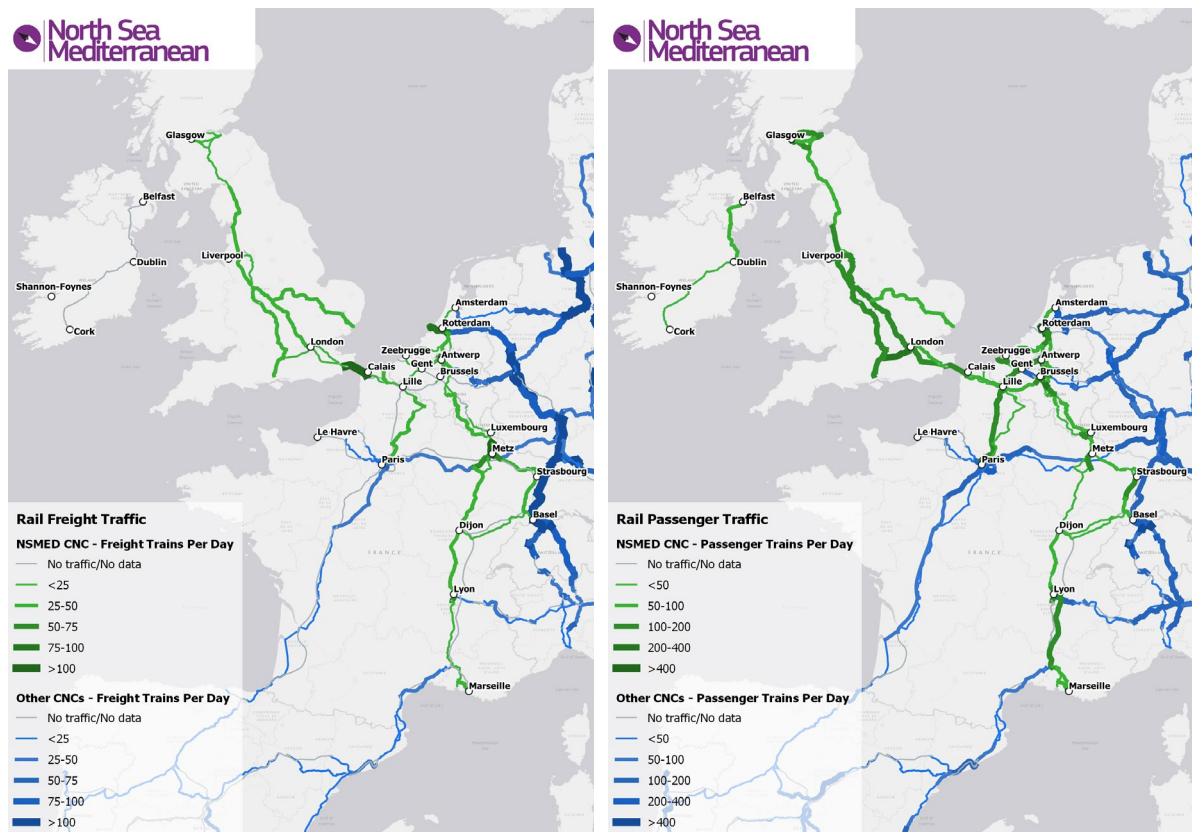 North Sea
Mediterranean
Glasgow
Belfast
Dublin
Liverpool
Shannon-Foynes
Cork
Amsterdam
London
Rotterdam
Zeebrugge
Antwerp
Gent
Calais
Brussels
Lille
Luxembourg
Le Havre
Metz
Paris
Strasbourg
Basel
Dijon
FRANCE
Lyon
Marseille
Rail Freight Traffic
NSMED CNC - Freight Trains Per Day
No traffic/No data
<25
25-50
50-75
75-100
>100
Other CNCs - Freight Trains Per Day
No traffic/No data
<25
25-50
50-75
75-100
>100
North Sea
Mediterranean
Glasgow
Belfast
Dublin
Liverpool
Shannon-Foynes
Cork
Amsterdam
London
Rotterdam
Zeebrugge
Antwerp
Gent
Calais
Brussels
Lille
Luxembourg
Le Havre
Metz
Paris
Strasbourg
Basel
Dijon
FRANCE
Lyon
Marseille
Rail Passenger Traffic
NSMED CNC - Passenger Trains Per Day
No traffic/No data
<50
50-100
100-200
200-400
>400
Other CNCs - Passenger Trains Per Day
No traffic/No data
<50
50-100
100-200
200-400
>400